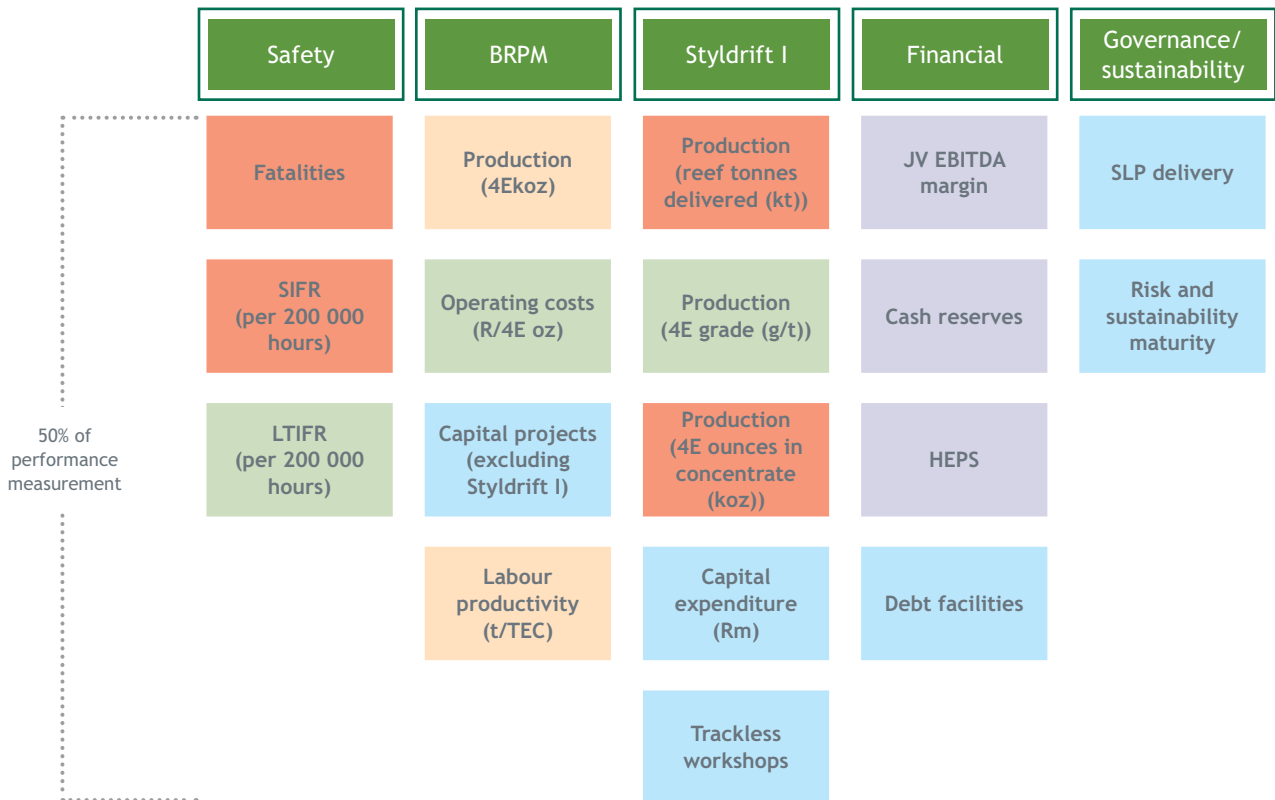 Safety
BRPM
Styldrift I
Financial
Governance/
sustainability
50% of
performance
measurement
Fatalities
SIFR
(per 200 000
hours)
LTIFR
(per 200 000
hours)
Production
(4Ekoz)
Operating costs
(R/4E oz)
Capital projects
(excluding
Styldrift I)
Labour
productivity
(t/TEC)
Production
(reef tonnes
delivered (kt))
Production
(4E grade (g/t))
Production
(4E ounces in
concentrate
(koz))
Capital
expenditure
(Rm)
Trackless
workshops
JV EBITDA
margin
Cash reserves
HEPS
Debt facilities
SLP delivery
Risk and
sustainability
maturity